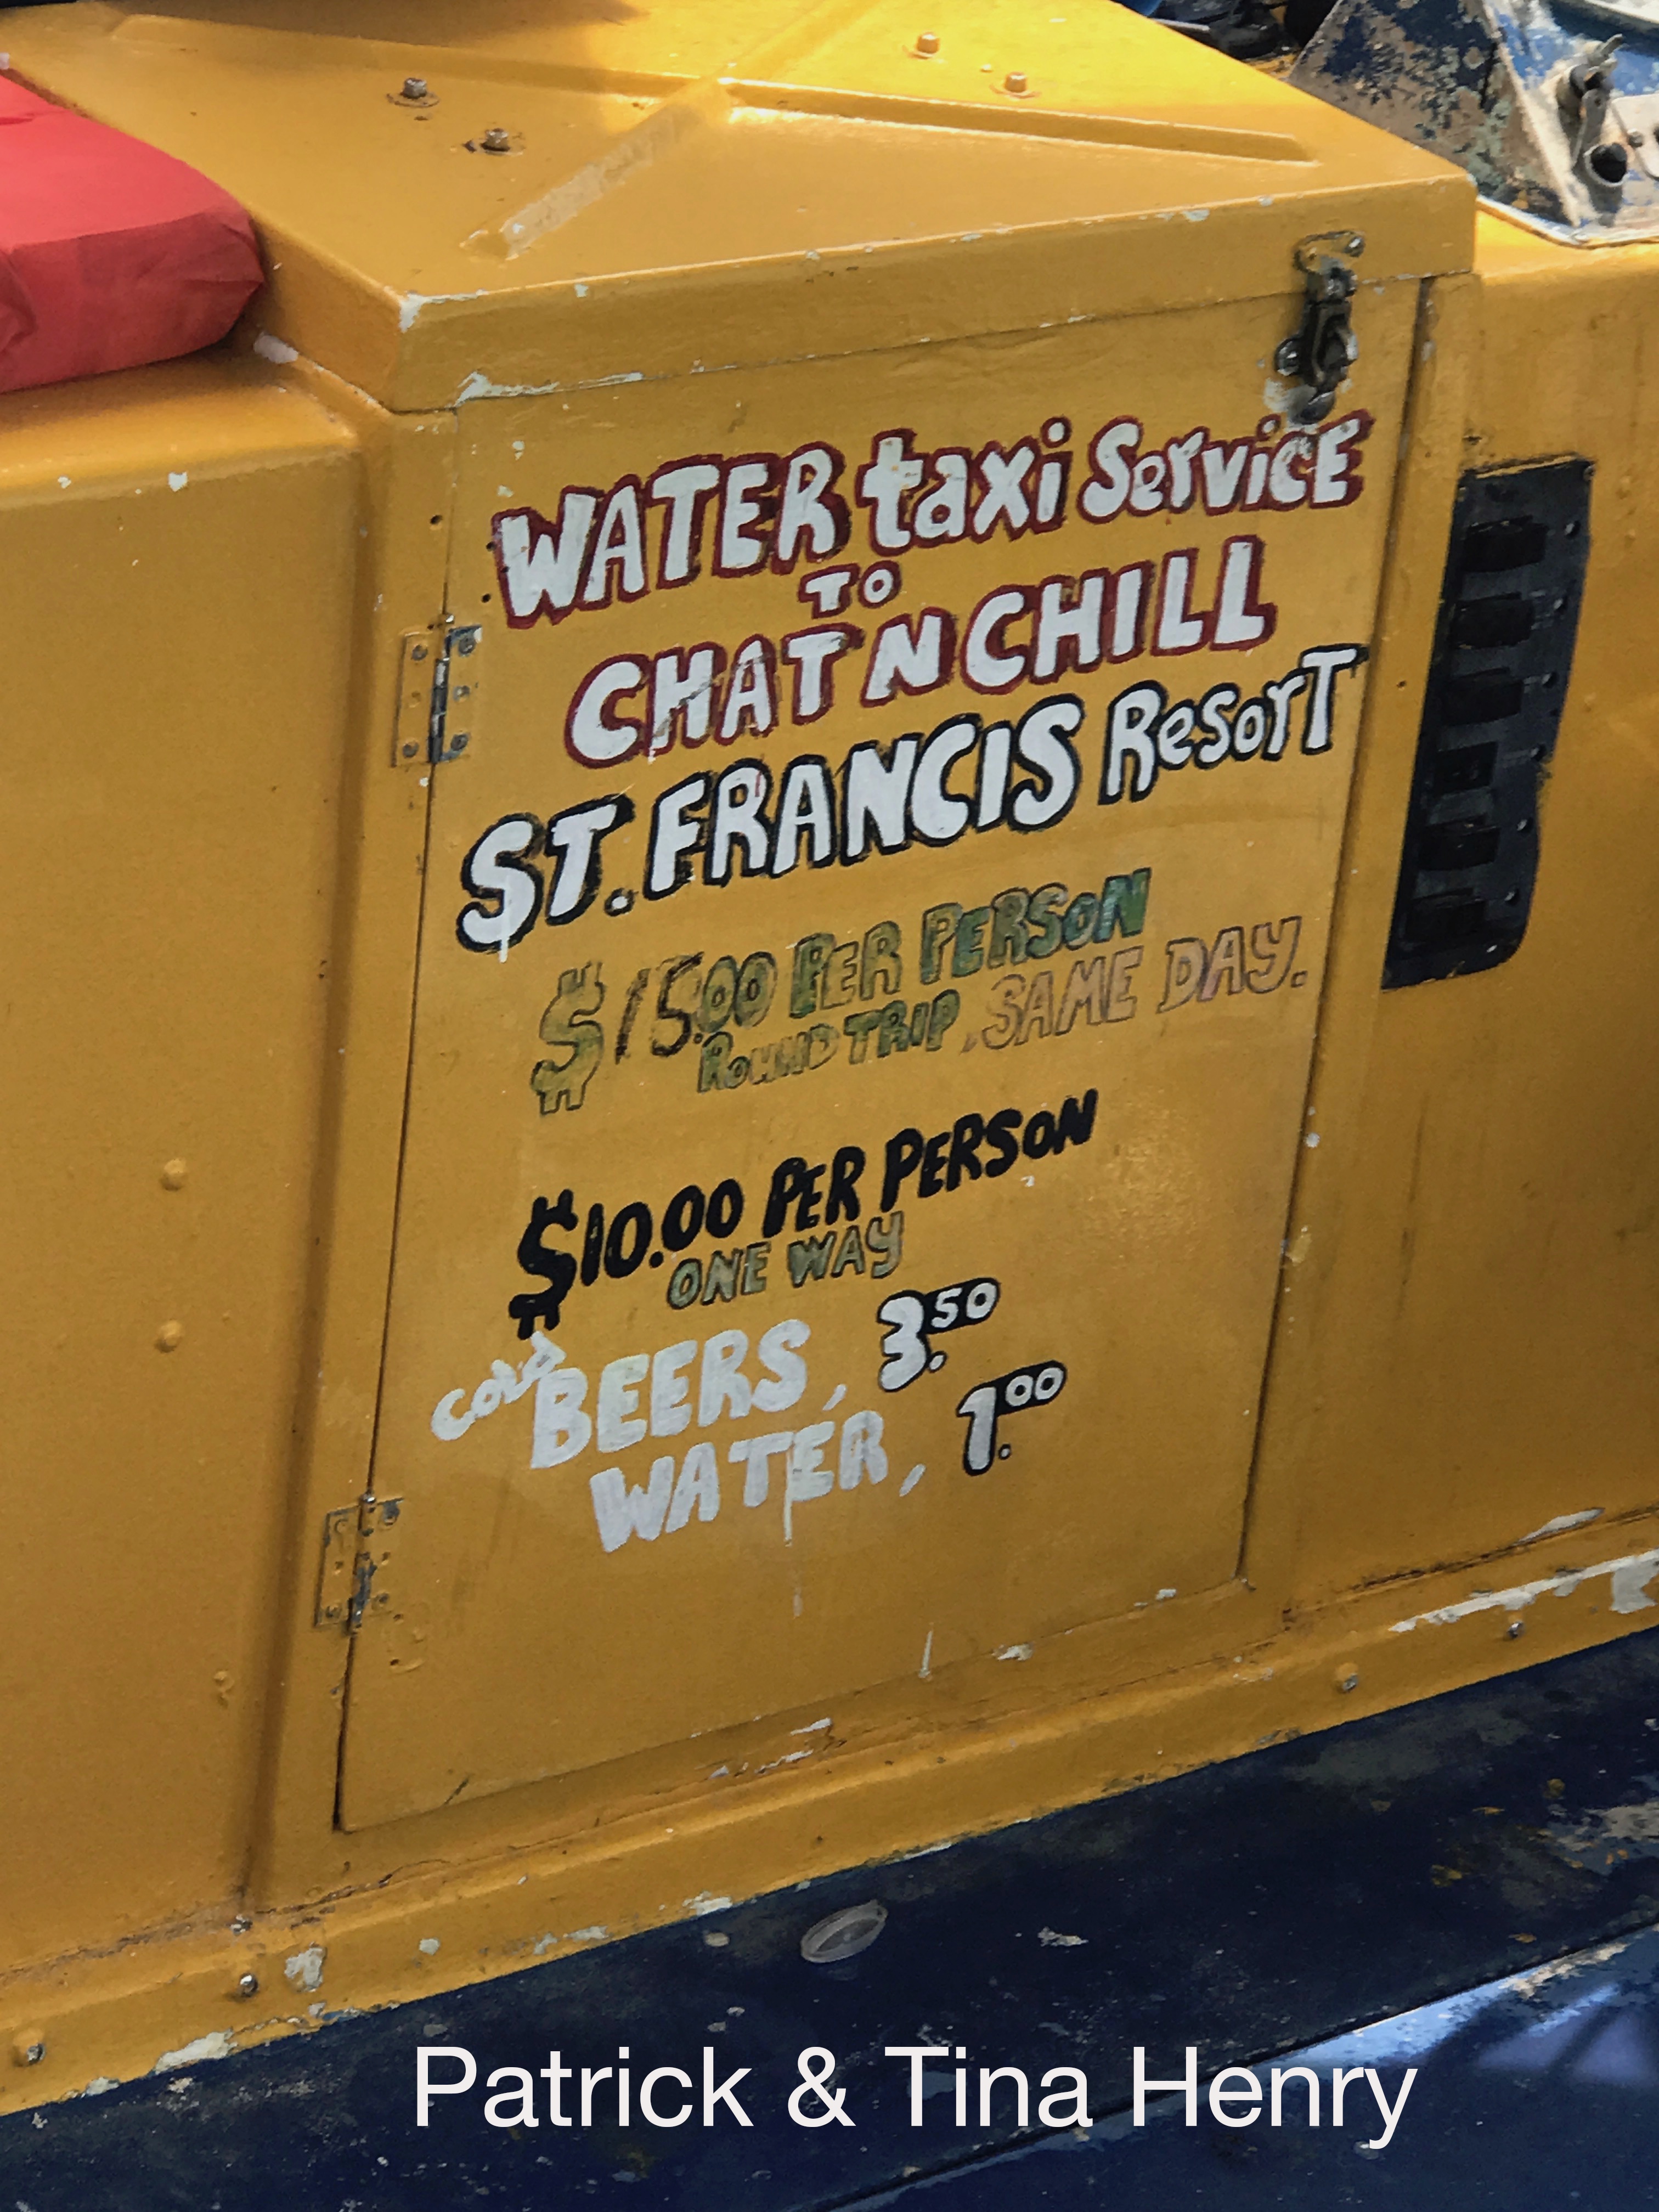 WATER taxi Service
TO
CHAT'N CHILL
ST. FRANCIS Resort
$15.00 PER PERSON
ROUND TRIP, SAME DAY.
$10.00 PER PERSON
ONE WAY
COLD BEERS, 3.50
WATER, 1.00
Patrick & Tina Henry